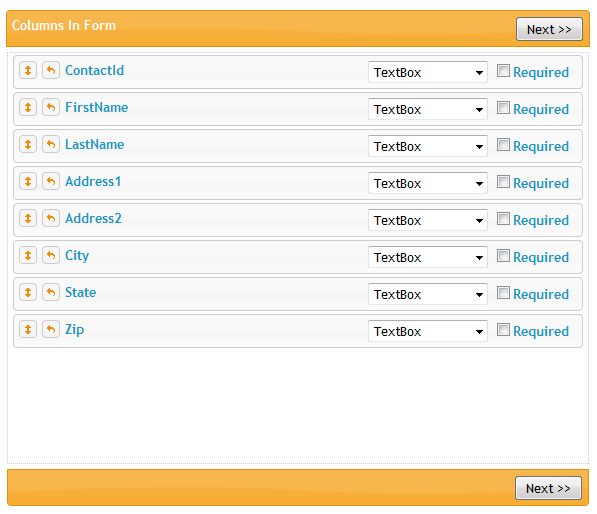 Columns In Form Next >>
ContactId TextBox Required
FirstName TextBox Required
LastName TextBox Required
Address1 TextBox Required
Address2 TextBox Required
City TextBox Required
State TextBox Required
Zip TextBox Required
Next >>